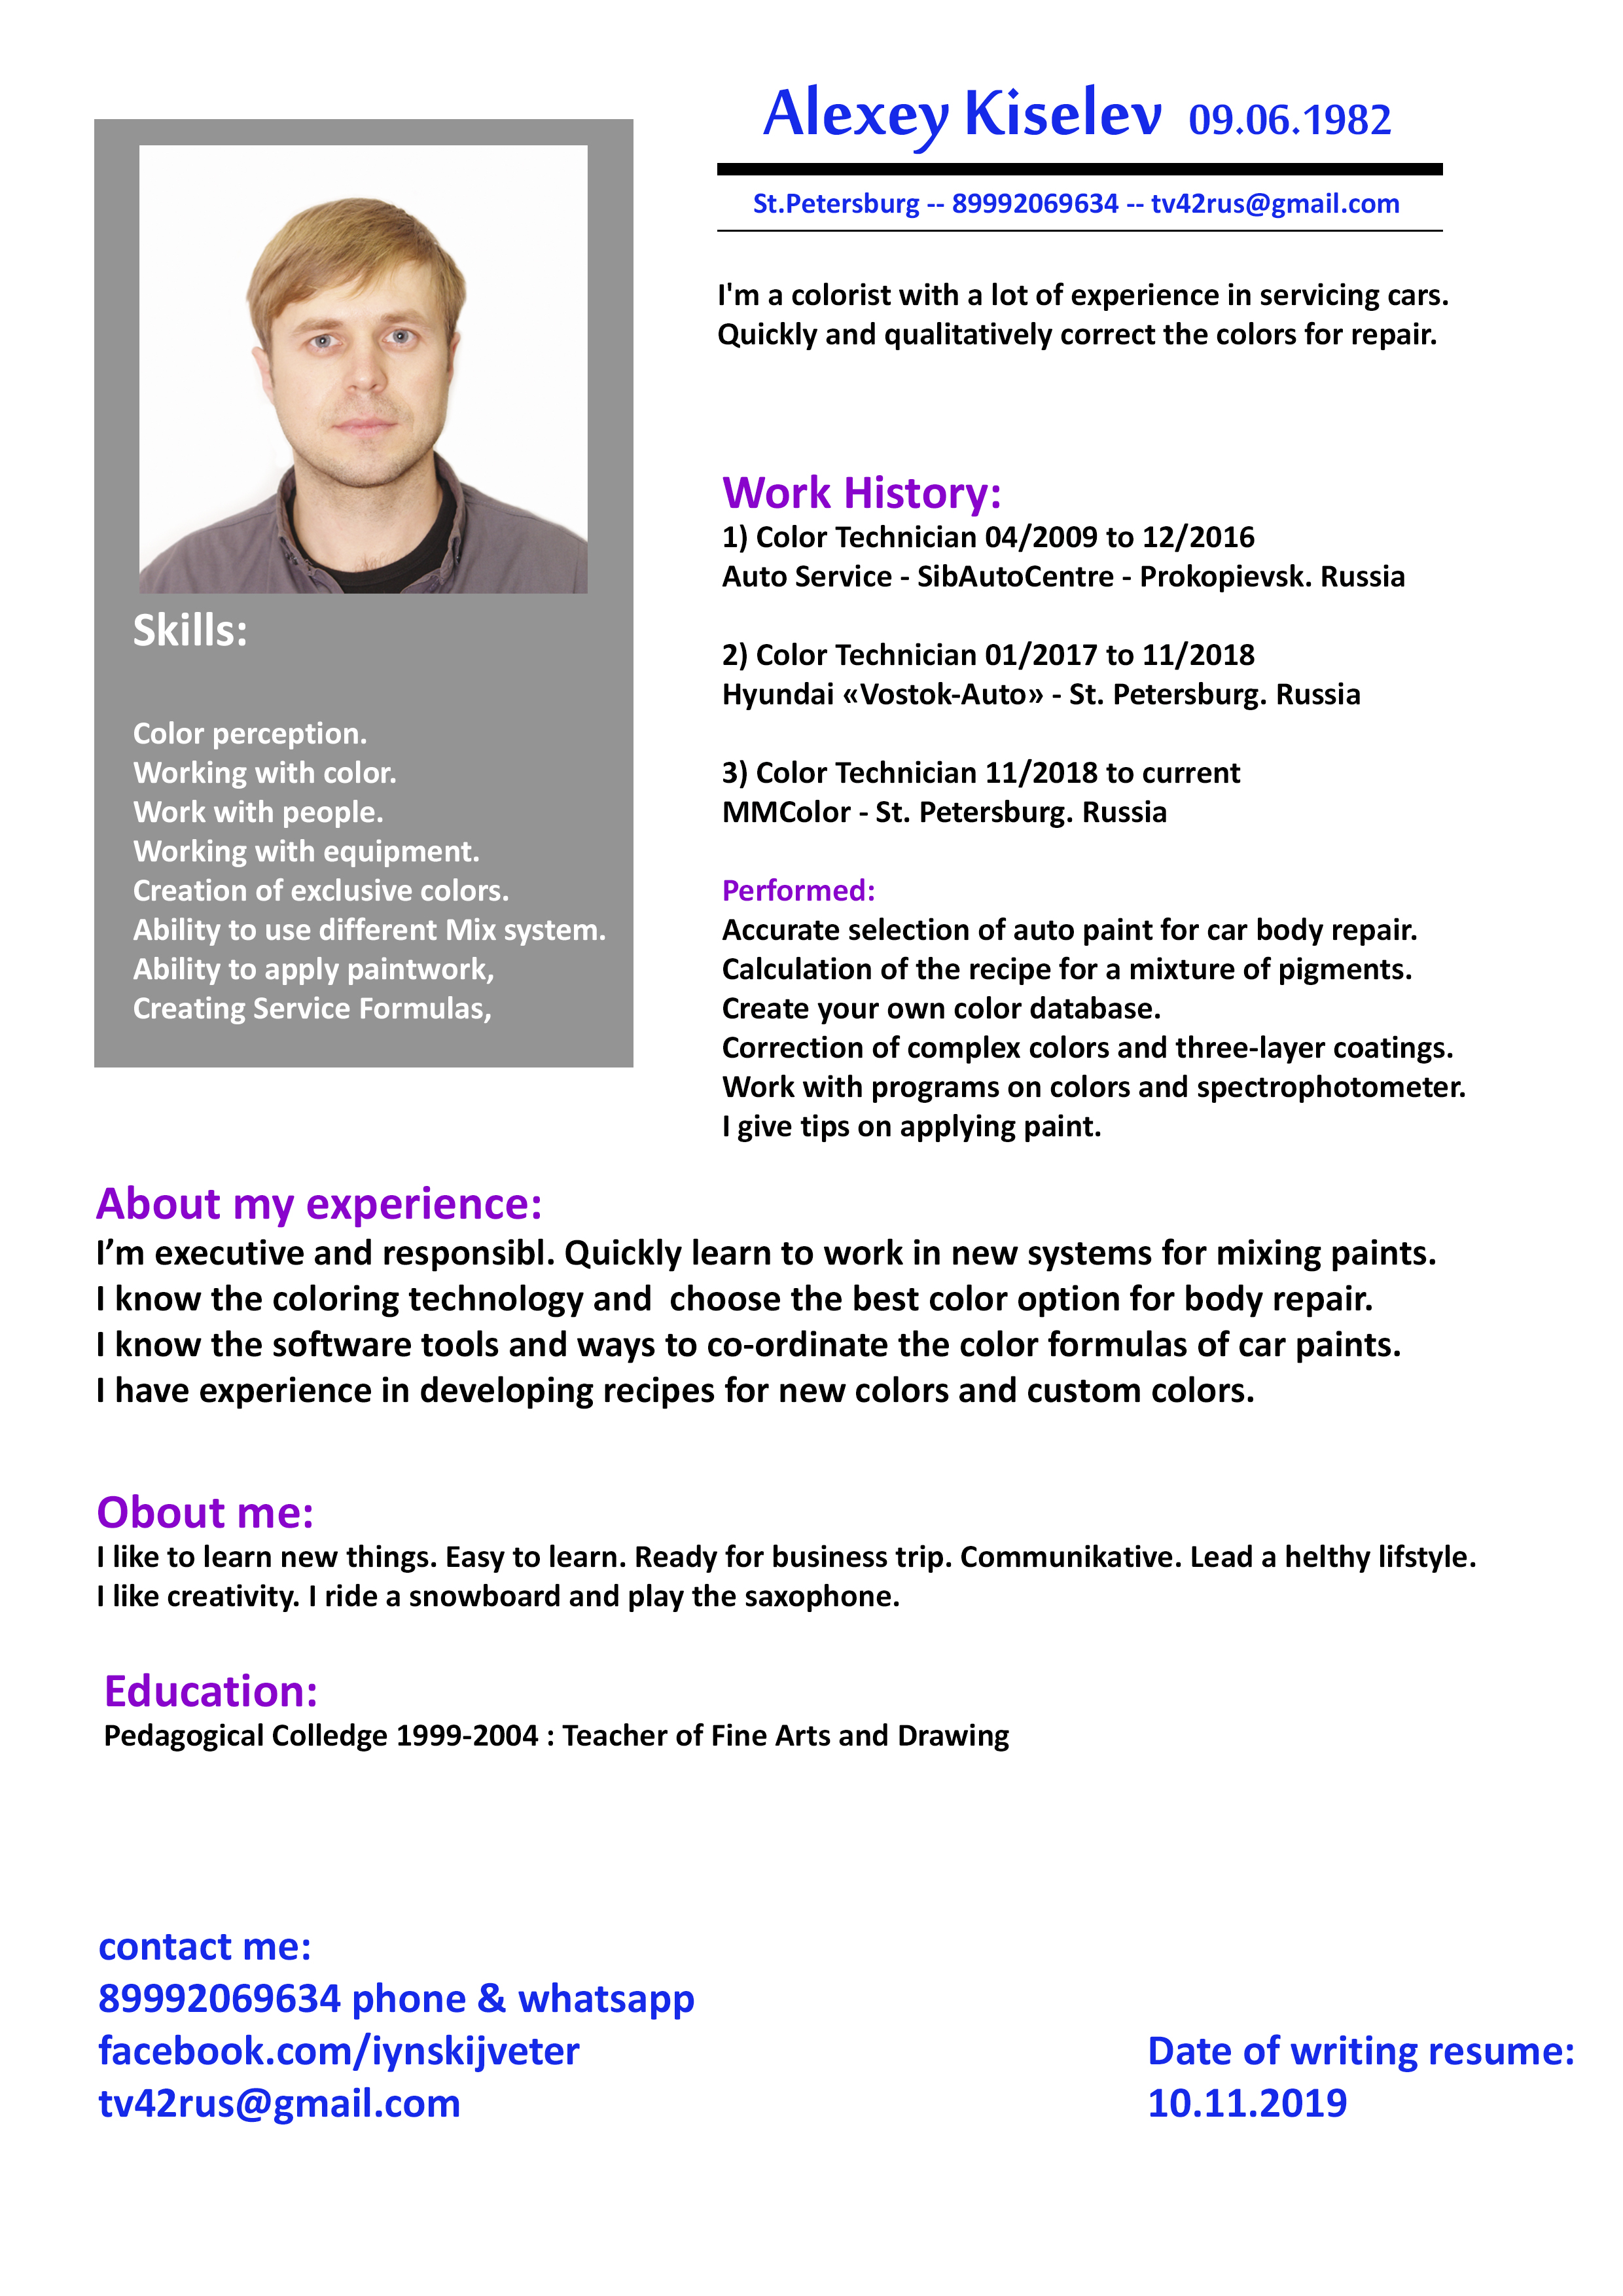 Alexey Kiselev 09.06.1982
St.Petersburg -- 89992069634 -- tv42rus@gmail.com
I'm a colorist with a lot of experience in servicing cars.
Quickly and qualitatively correct the colors for repair.
Skills:
Color perception.
Working with color.
Work with people.
Working with equipment.
Creation of exclusive colors.
Ability to use different Mix system.
Ability to apply paintwork,
Creating Service Formulas,
Work History:
1) Color Technician 04/2009 to 12/2016
Auto Service - SibAutoCentre - Prokopievsk. Russia
2) Color Technician 01/2017 to 11/2018
Hyundai «Vostok-Auto» - St. Petersburg. Russia
3) Color Technician 11/2018 to current
MMColor - St. Petersburg. Russia
Performed:
Accurate selection of auto paint for car body repair.
Calculation of the recipe for a mixture of pigments.
Create your own color database.
Correction of complex colors and three-layer coatings.
Work with programs on colors and spectrophotometer.
I give tips on applying paint.
About my experience:
I’m executive and responsibl. Quickly learn to work in new systems for mixing paints.
I know the coloring technology and  choose the best color option for body repair.
I know the software tools and ways to co-ordinate the color formulas of car paints.
I have experience in developing recipes for new colors and custom colors.
Obout me:
I like to learn new things. Easy to learn. Ready for business trip. Communikative. Lead a helthy lifstyle.
I like creativity. I ride a snowboard and play the saxophone.
Education:
Pedagogical Colledge 1999-2004 : Teacher of Fine Arts and Drawing
contact me:
89992069634 phone & whatsapp
facebook.com/iynskijveter
tv42rus@gmail.com
Date of writing resume:
10.11.2019